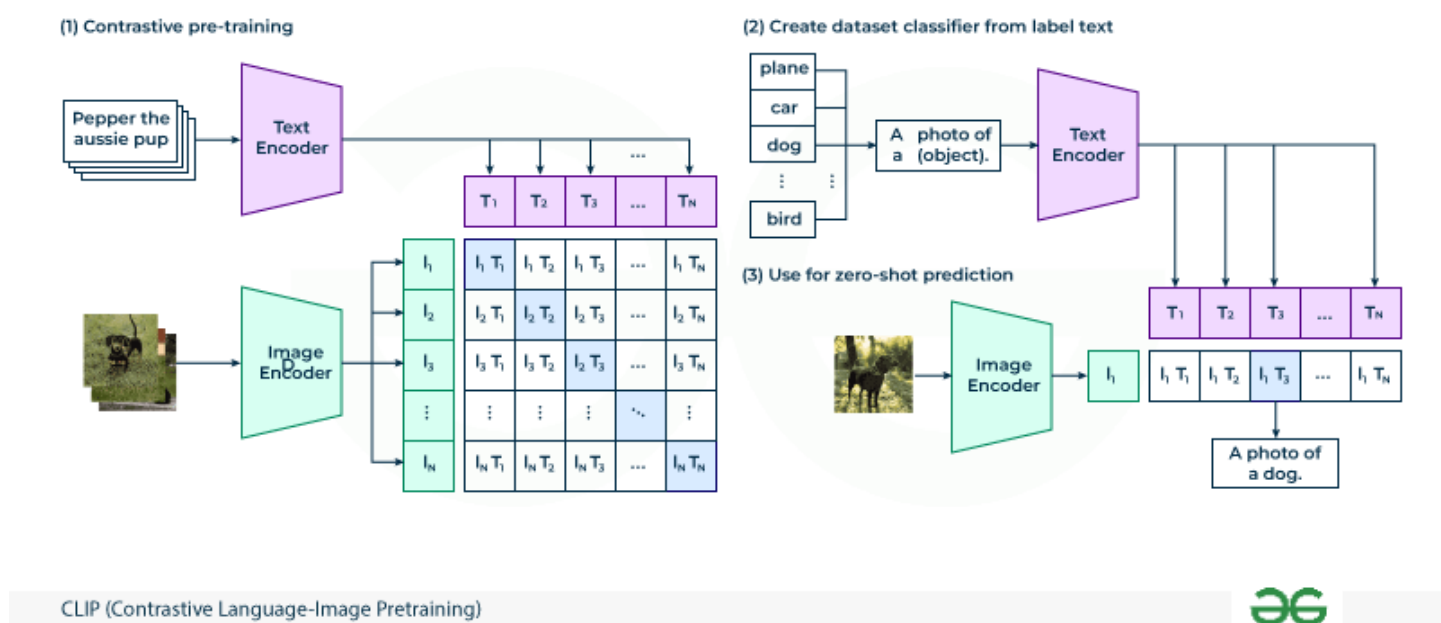 (1) Contrastive pre-training
Pepper the
aussie pup
Text
Encoder
...
T₁ T₂ T₃ ... Tₙ
I₁ I₁ T₁ I₁ T₂ I₁ T₃ ... I₁ Tₙ
I₂ I₂ T₁ I₂ T₂ I₂ T₃ ... I₂ Tₙ
Image
D
Encoder
I₃ I₃ T₁ I₃ T₂ I₂ T₃ ... I₃ Tₙ
⋮ ⋮ ⋮ ⋮ ⋱ ⋮
Iₙ Iₙ T₁ Iₙ T₂ Iₙ T₃ ... Iₙ Tₙ
(2) Create dataset classifier from label text
plane
car
dog
⋮ ⋮
bird
A photo of
a (object).
Text
Encoder
(3) Use for zero-shot prediction
Image
Encoder
T₁ T₂ T₃ ... Tₙ
I₁ I₁ T₁ I₁ T₂ I₁ T₃ ... I₁ Tₙ
A photo of
a dog.
CLIP (Contrastive Language-Image Pretraining)